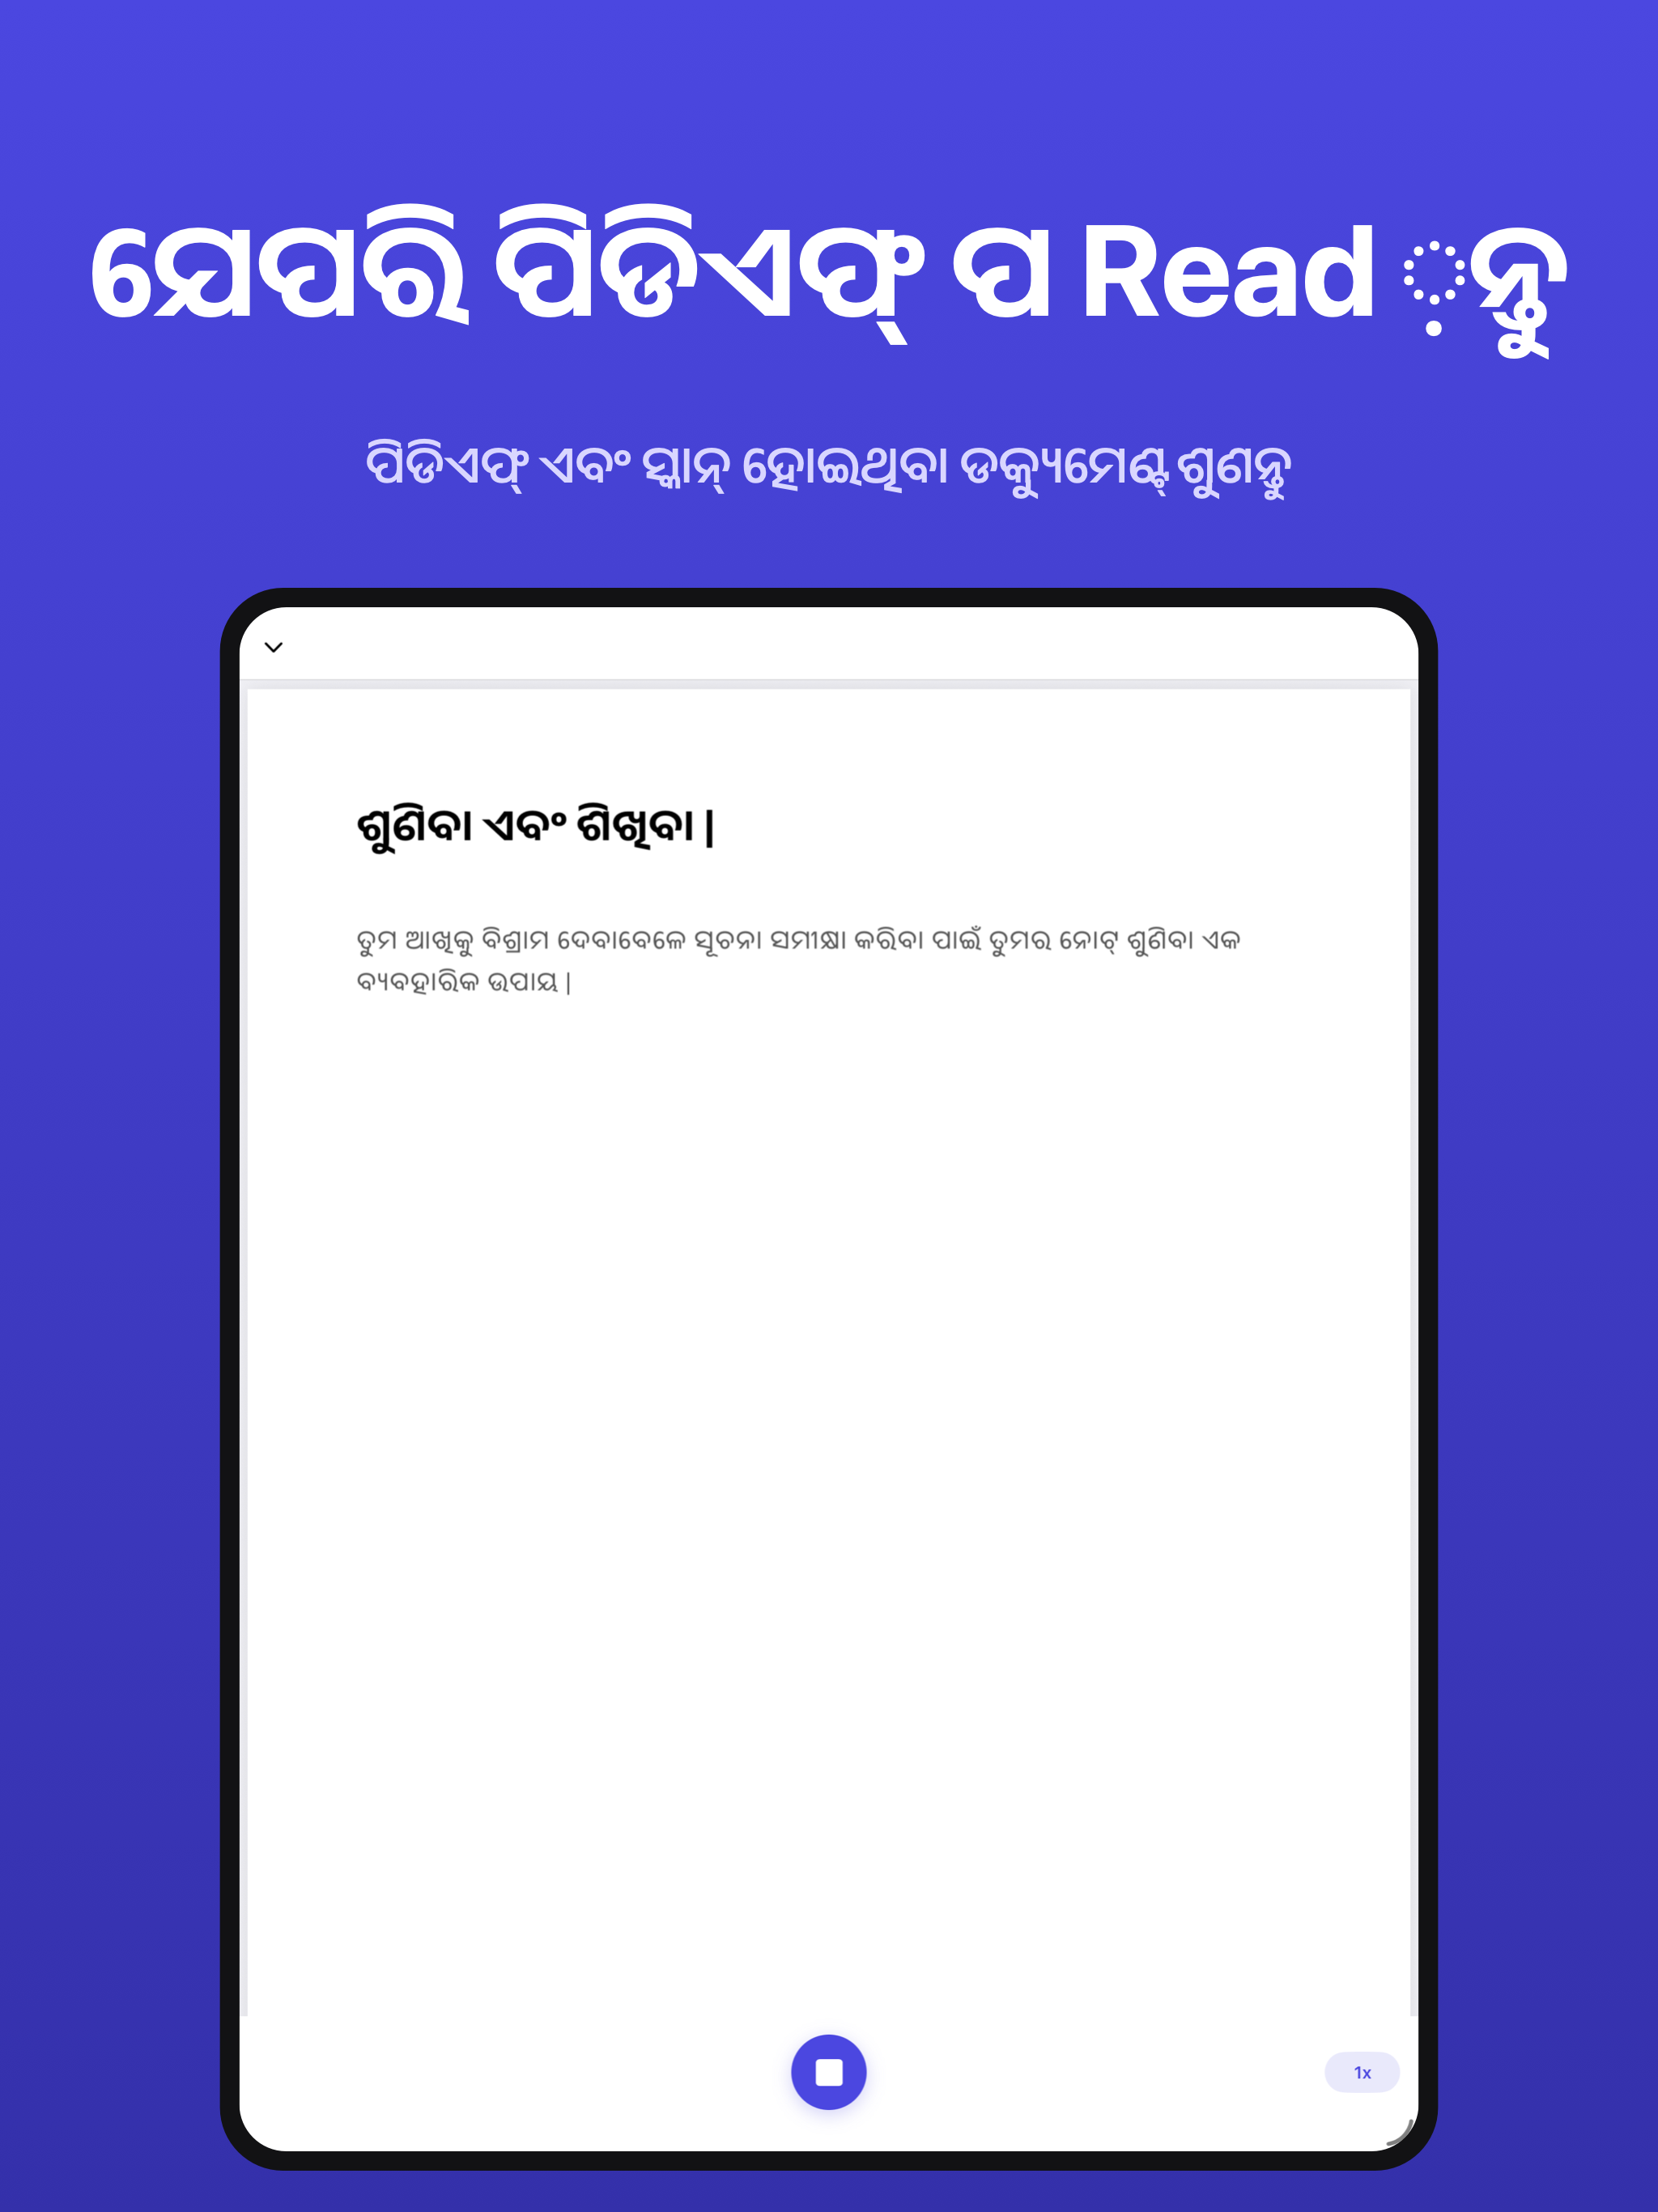 ଯେପରି ପିଡିଏଫ୍ ପ Read ଼ନ୍ତୁ
ପିଡିଏଫ୍ ଏବଂ ସ୍କାନ୍ ହୋଇଥିବା ଡକ୍ୟୁମେଣ୍ଟ୍ ଶୁଣନ୍ତୁ
ଶୁଣିବା ଏବଂ ଶିଖିବା |
ତୁମ ଆଖିକୁ ବିଶ୍ରାମ ଦେବାବେଳେ ସୂଚନା ସମୀକ୍ଷା କରିବା ପାଇଁ ତୁମର ନୋଟ୍ ଶୁଣିବା ଏକ
ବ୍ୟବହାରିକ ଉପାୟ |
1x